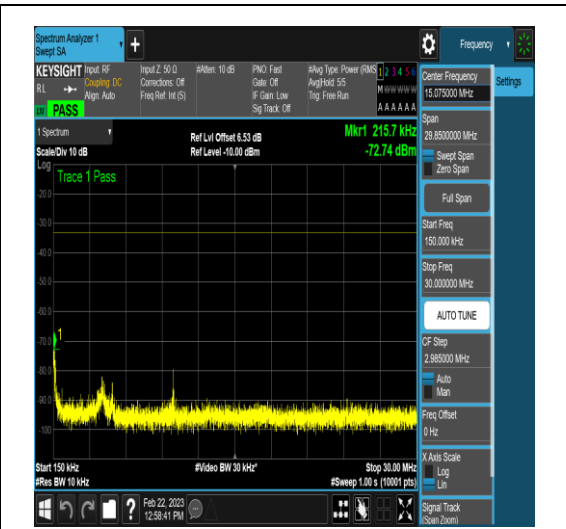 Spectrum Analyzer 1
Swept SA
+
Frequency
KEYSIGHT
RL
PASS
Input: RF
Coupling: DC
Align: Auto
Input Z: 50 Ω
Corrections: Off
Freq Ref: Int (S)
#Atten: 10 dB
PNO: Fast
Gate: Off
IF Gain: Low
Sig Track: Off
#Avg Type: Power (RMS
Avg|Hold: 5/5
Trig: Free Run
1 2 3 4 5 6
M W W W W W
A A A A A A
1 Spectrum
Scale/Div 10 dB
Ref Lvl Offset 6.53 dB
Ref Level -10.00 dBm
Mkr1 215.7 kHz
-72.74 dBm
Log
Trace 1 Pass
-20.0
-30.0
-40.0
-50.0
-60.0
-70.0
-80.0
-90.0
-100
1
Start 150 kHz
#Res BW 10 kHz
#Video BW 30 kHz*
Stop 30.00 MHz
#Sweep 1.00 s (10001 pts)
?
Feb 22, 2023
12:58:41 PM
Center Frequency
15.075000 MHz
Settings
Span
29.8500000 MHz
Swept Span
Zero Span
Full Span
Start Freq
150.000 kHz
Stop Freq
30.000000 MHz
AUTO TUNE
CF Step
2.985000 MHz
Auto
Man
Freq Offset
0 Hz
X Axis Scale
Log
Lin
Signal Track
(Span Zoom)